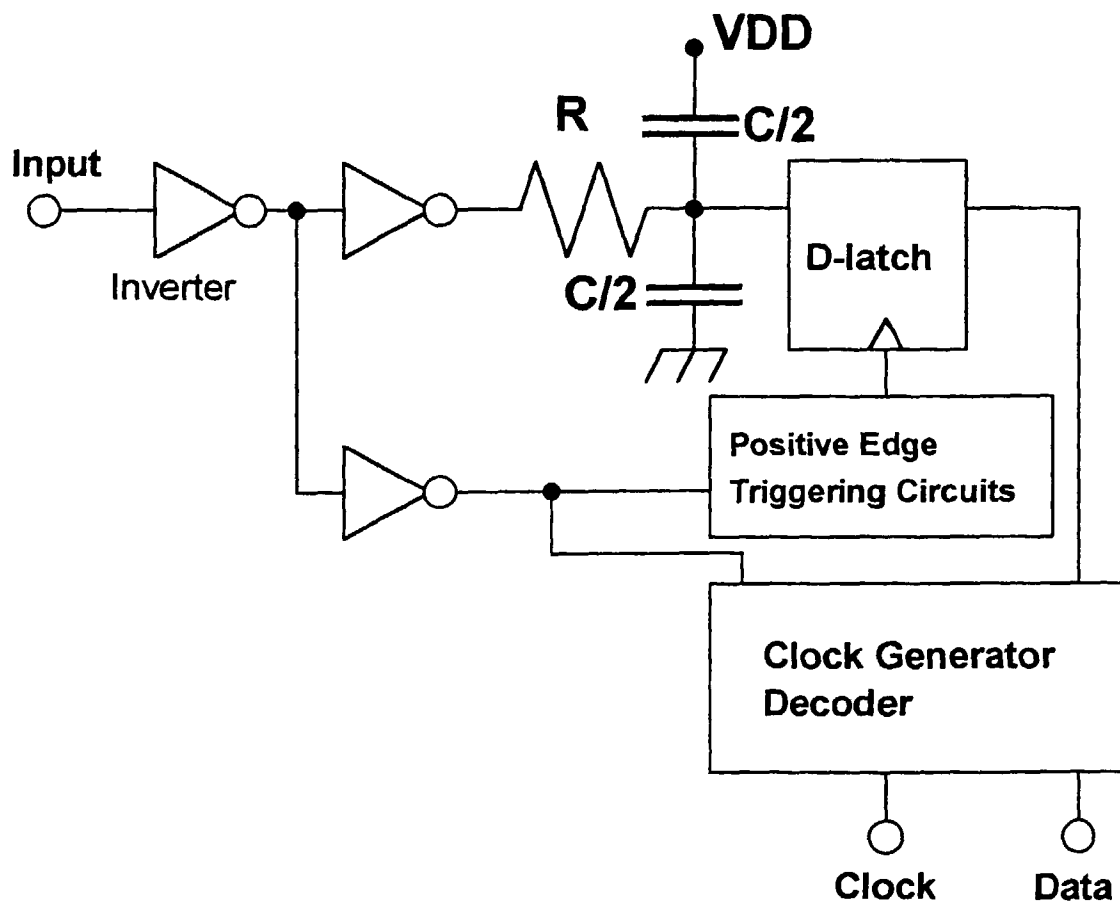 VDD
R
C/2
Input
Inverter
C/2
D-latch
Positive Edge
Triggering Circuits
Clock Generator
Decoder
Clock
Data